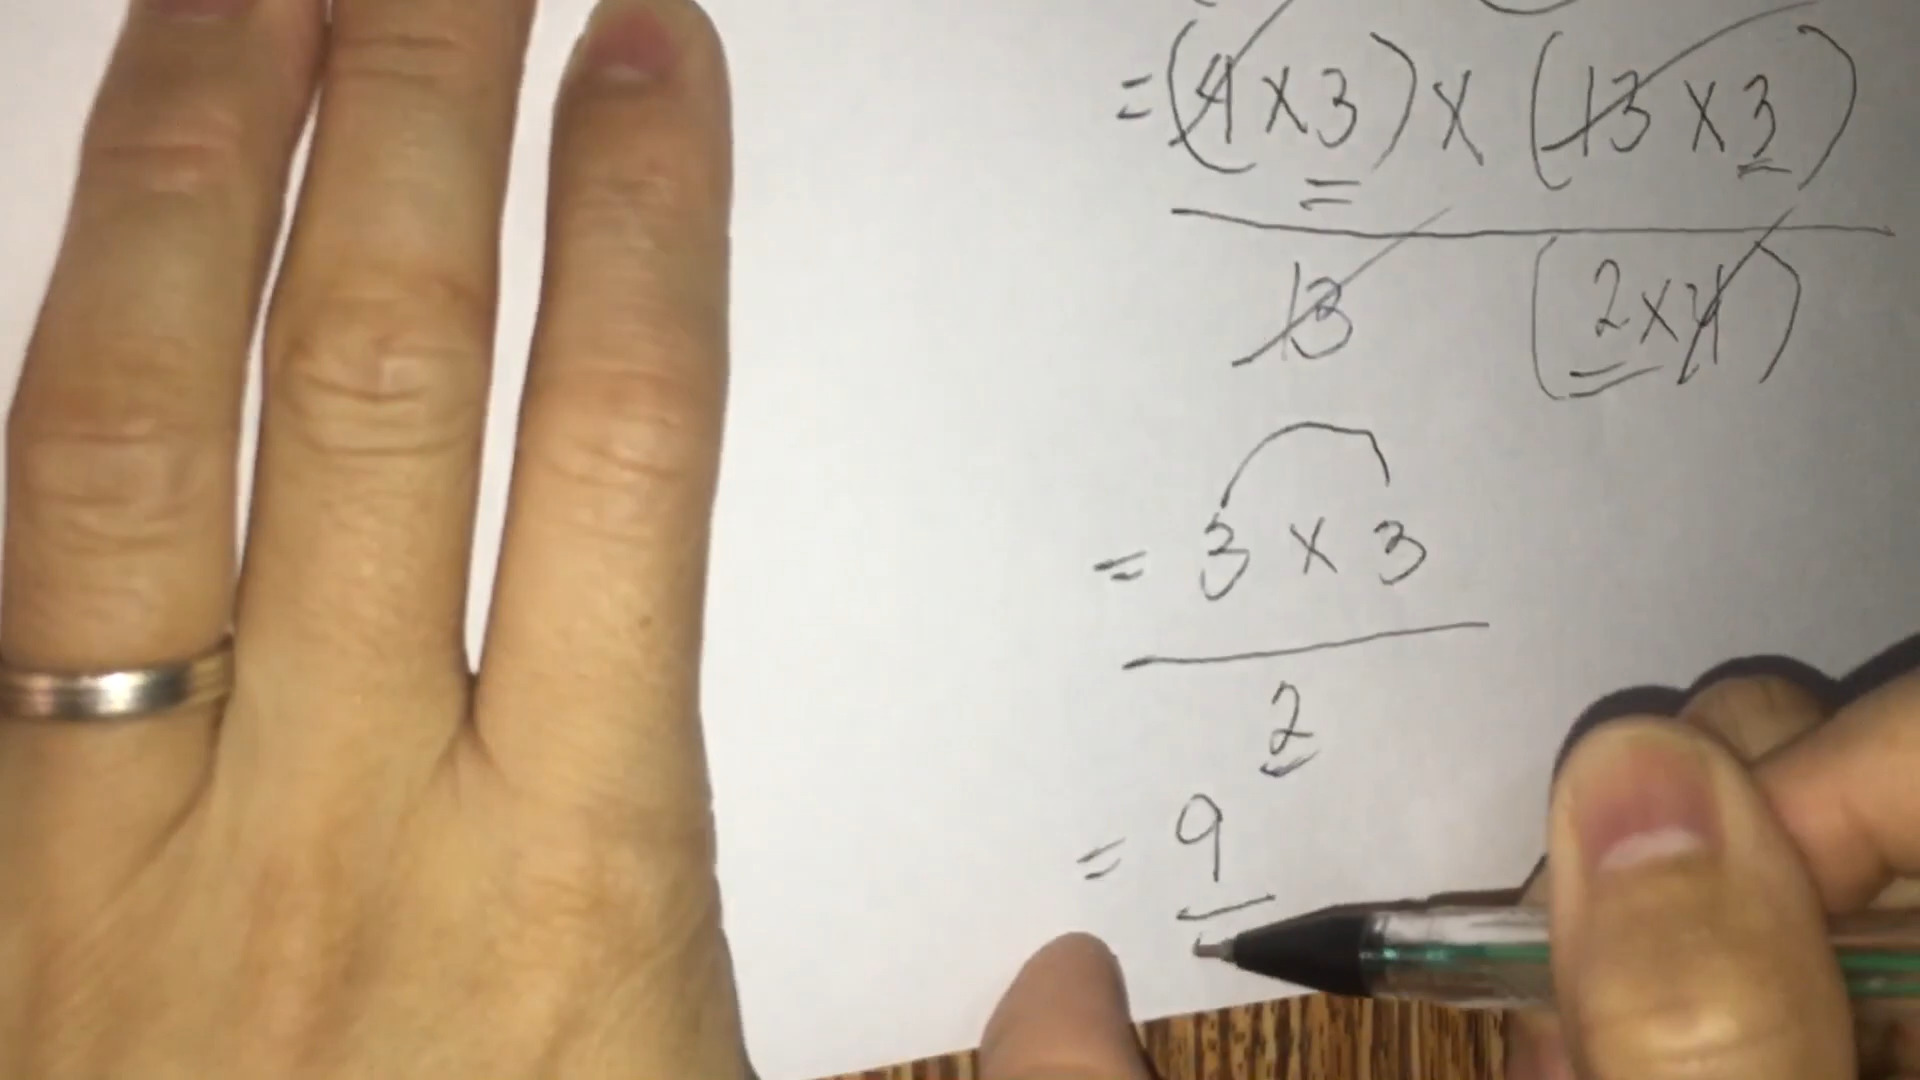 = (4 x 3) x (13 x 3)
13 (2 x 4)
= 3 x 3
2
= 9